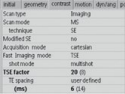 initial geometry contrast motion dyn/ang p
Scan type Imaging
Scan mode MS
technique SE
Modified SE no
Acquisition mode cartesian
Fast Imaging mode TSE
shot mode multishot
TSE factor 20 (8)
TE spacing user defined
(ms) 6 (14)